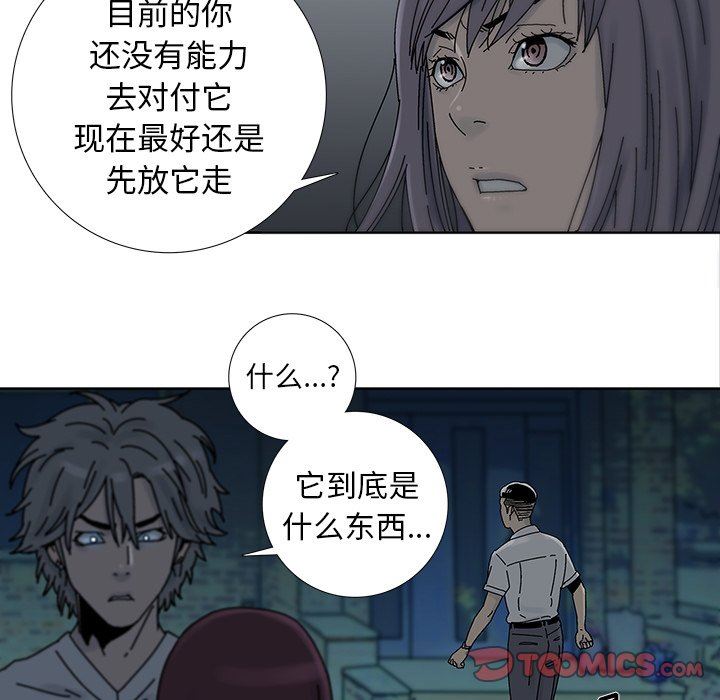 目前的你
还没有能力
去对付它
现在最好还是
先放它走
什么...?
它到底是
什么东西...
TOOMICS.COM